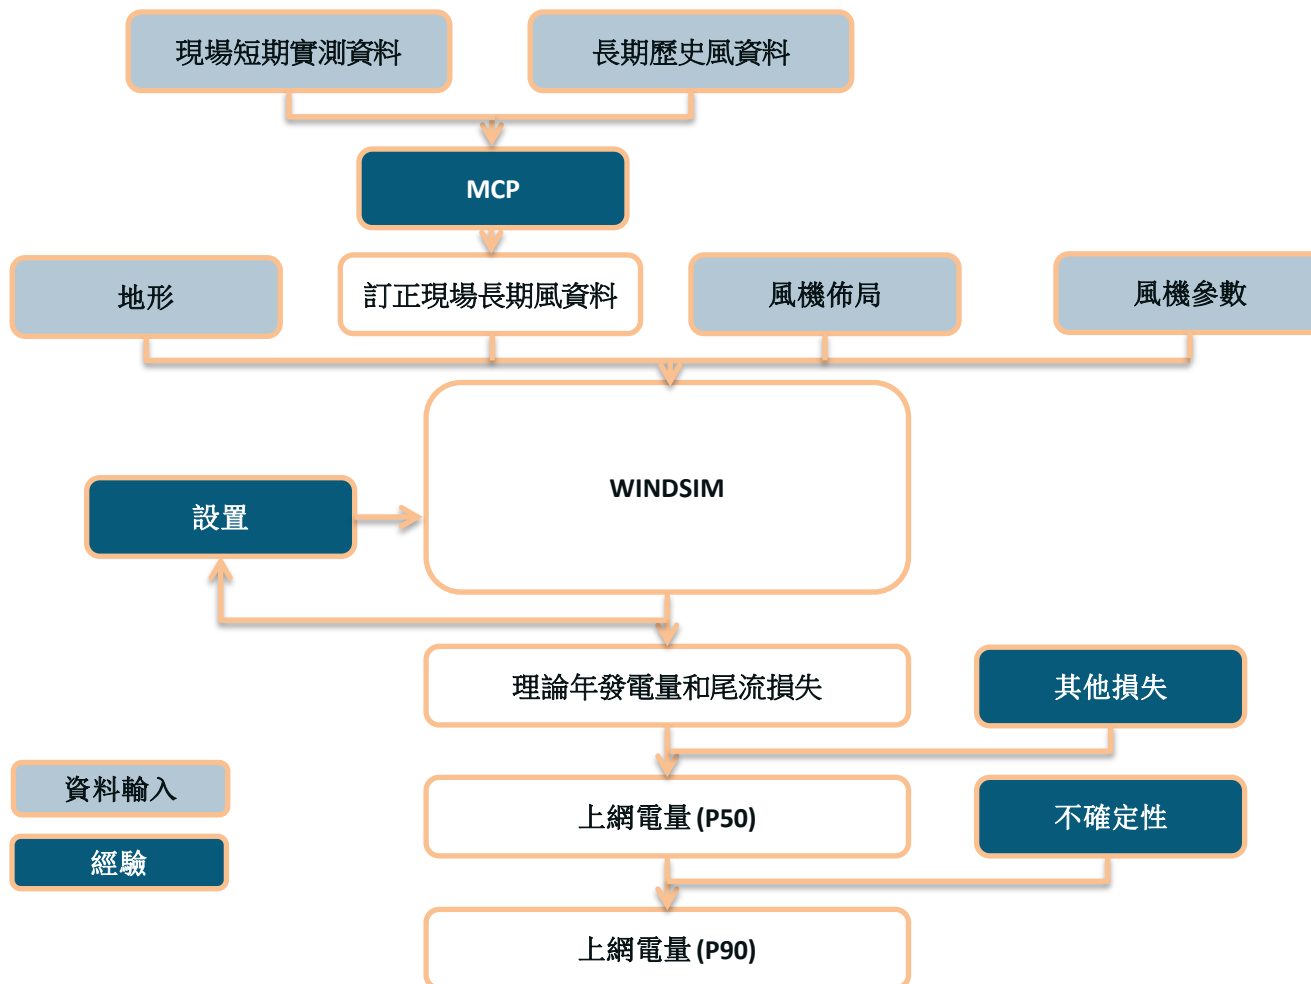 現場短期實測資料
長期歷史風資料
MCP
地形
訂正現場長期風資料
風機佈局
風機參數
WINDSIM
設置
理論年發電量和尾流損失
其他損失
資料輸入
上網電量 (P50)
不確定性
經驗
上網電量 (P90)